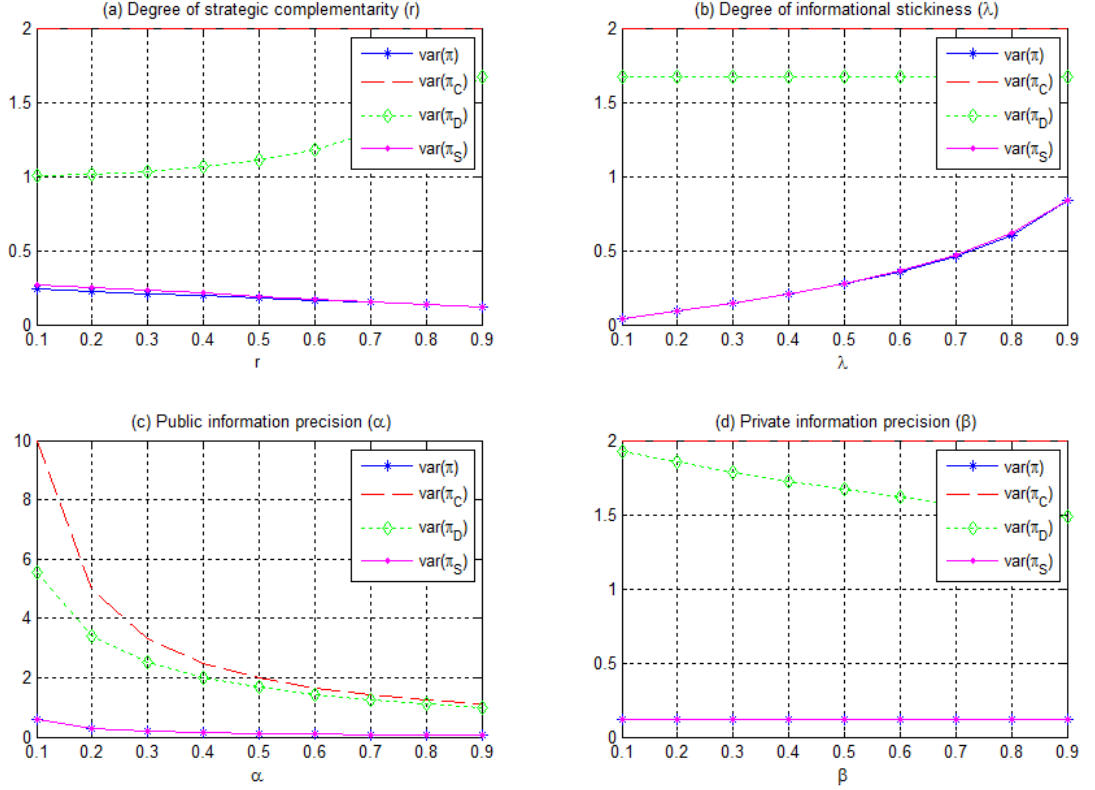 (a) Degree of strategic complementarity (r)
2
1.5
1
0.5
0
0.1 0.2 0.3 0.4 0.5 0.6 0.7 0.8 0.9
r
var(π)
var(π_C)
var(π_D)
var(π_S)
(b) Degree of informational stickiness (λ)
2
1.5
1
0.5
0
0.1 0.2 0.3 0.4 0.5 0.6 0.7 0.8 0.9
λ
var(π)
var(π_C)
var(π_D)
var(π_S)
(c) Public information precision (α)
10
8
6
4
2
0
0.1 0.2 0.3 0.4 0.5 0.6 0.7 0.8 0.9
α
var(π)
var(π_C)
var(π_D)
var(π_S)
(d) Private information precision (β)
2
1.5
1
0.5
0
0.1 0.2 0.3 0.4 0.5 0.6 0.7 0.8 0.9
β
var(π)
var(π_C)
var(π_D)
var(π_S)